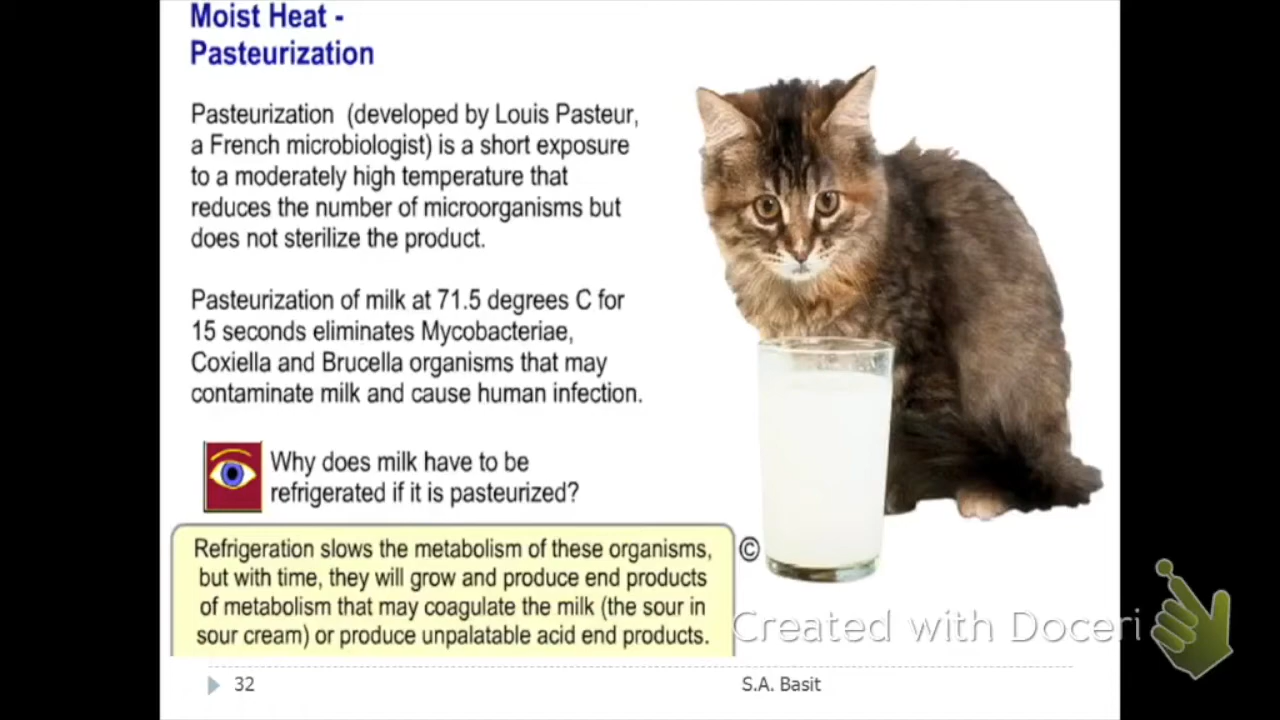 Moist Heat -
Pasteurization
Pasteurization (developed by Louis Pasteur,
a French microbiologist) is a short exposure
to a moderately high temperature that
reduces the number of microorganisms but
does not sterilize the product.
Pasteurization of milk at 71.5 degrees C for
15 seconds eliminates Mycobacteriae,
Coxiella and Brucella organisms that may
contaminate milk and cause human infection.
Why does milk have to be
refrigerated if it is pasteurized?
Refrigeration slows the metabolism of these organisms,
but with time, they will grow and produce end products
of metabolism that may coagulate the milk (the sour in
sour cream) or produce unpalatable acid end products.
©
Created with Doceri
32
S.A. Basit